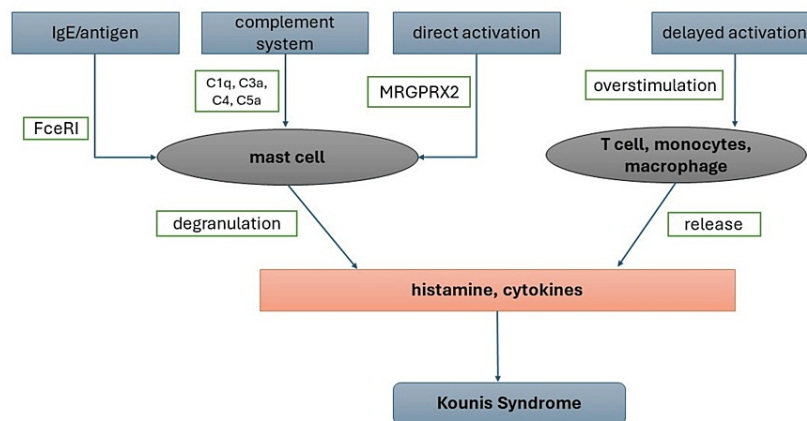 IgE/antigen
complement
system
direct activation
delayed activation
C1q, C3a,
C4, C5a
MRGPRX2
overstimulation
FceRI
mast cell
T cell, monocytes,
macrophage
degranulation
release
histamine, cytokines
Kounis Syndrome